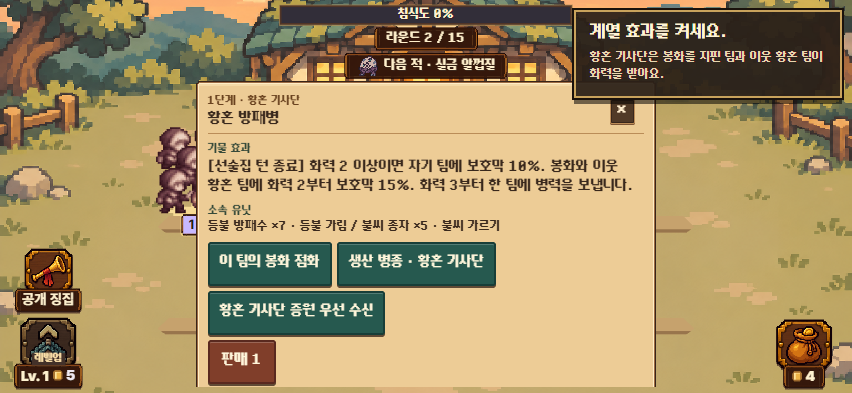 침식도 0%
라운드 2 / 15
다음 적 · 실금 알껍질
계열 효과를 켜세요.
황혼 기사단은 봉화를 지핀 팀과 이웃 황혼 팀이
화력을 받아요.
1단계 · 황혼 기사단
황혼 방패병
×
기물 효과
[선술집 턴 종료] 화력 2 이상이면 자기 팀에 보호막 10%. 봉화와 이웃
황혼 팀에 화력 2부터 보호막 15%. 화력 3부터 한 팀에 병력을 보냅니다.
소속 유닛
등불 방패수 ×7 · 등불 가림 / 불씨 종자 ×5 · 불씨 가르기
이 팀의 봉화 점화
생산 병종 · 황혼 기사단
황혼 기사단 증원 우선 수신
판매 1
1
공개 징집
레벨업
Lv. 1 5
4